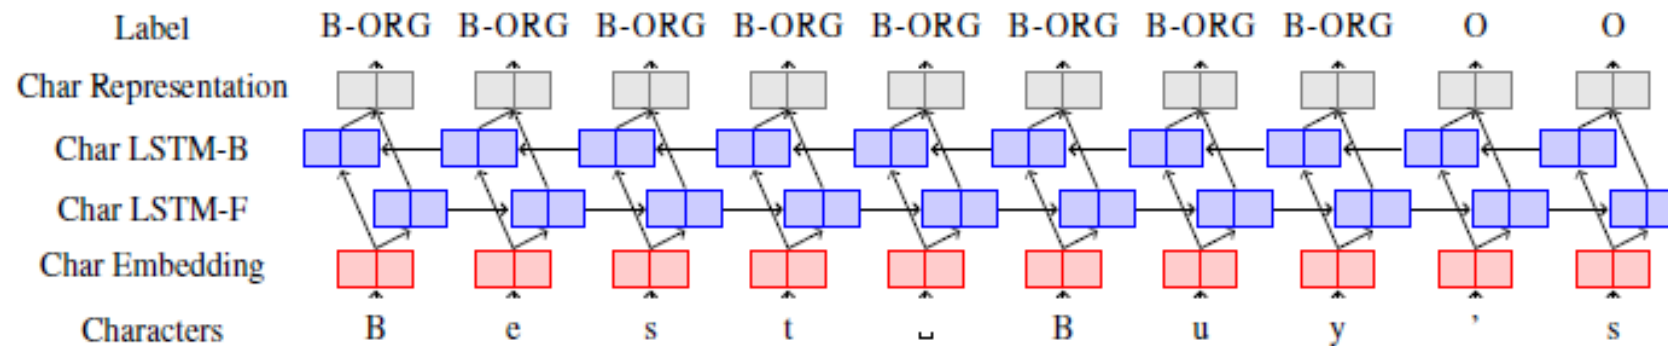 Label B-ORG B-ORG B-ORG B-ORG B-ORG B-ORG B-ORG B-ORG O O
Char Representation
Char LSTM-B
Char LSTM-F
Char Embedding
Characters B e s t ␣ B u y ’ s